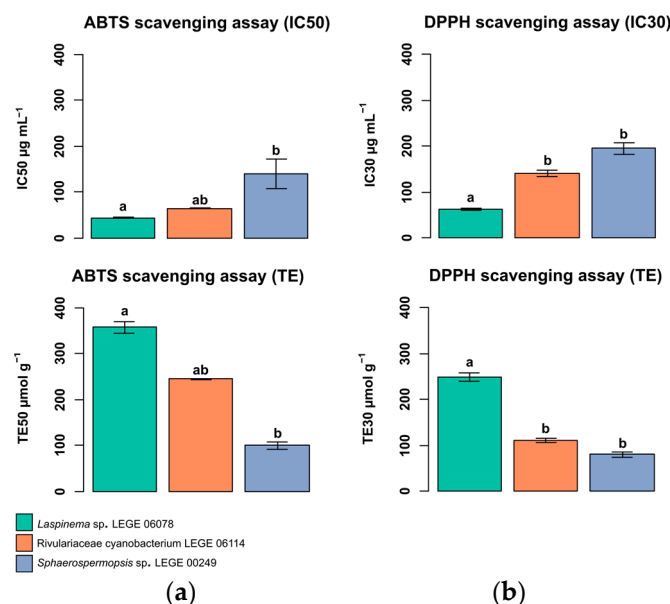 ABTS scavenging assay (IC50)
IC50 µg mL⁻¹
0 100 200 300 400
a
ab
b
DPPH scavenging assay (IC30)
IC30 µg mL⁻¹
0 100 200 300 400
a
b
b
ABTS scavenging assay (TE)
TE50 µmol g⁻¹
0 100 200 300 400
a
ab
b
DPPH scavenging assay (TE)
TE30 µmol g⁻¹
0 100 200 300 400
a
b
b
Laspinema sp. LEGE 06078
Rivulariaceae cyanobacterium LEGE 06114
Sphaerospermopsis sp. LEGE 00249
(a)
(b)